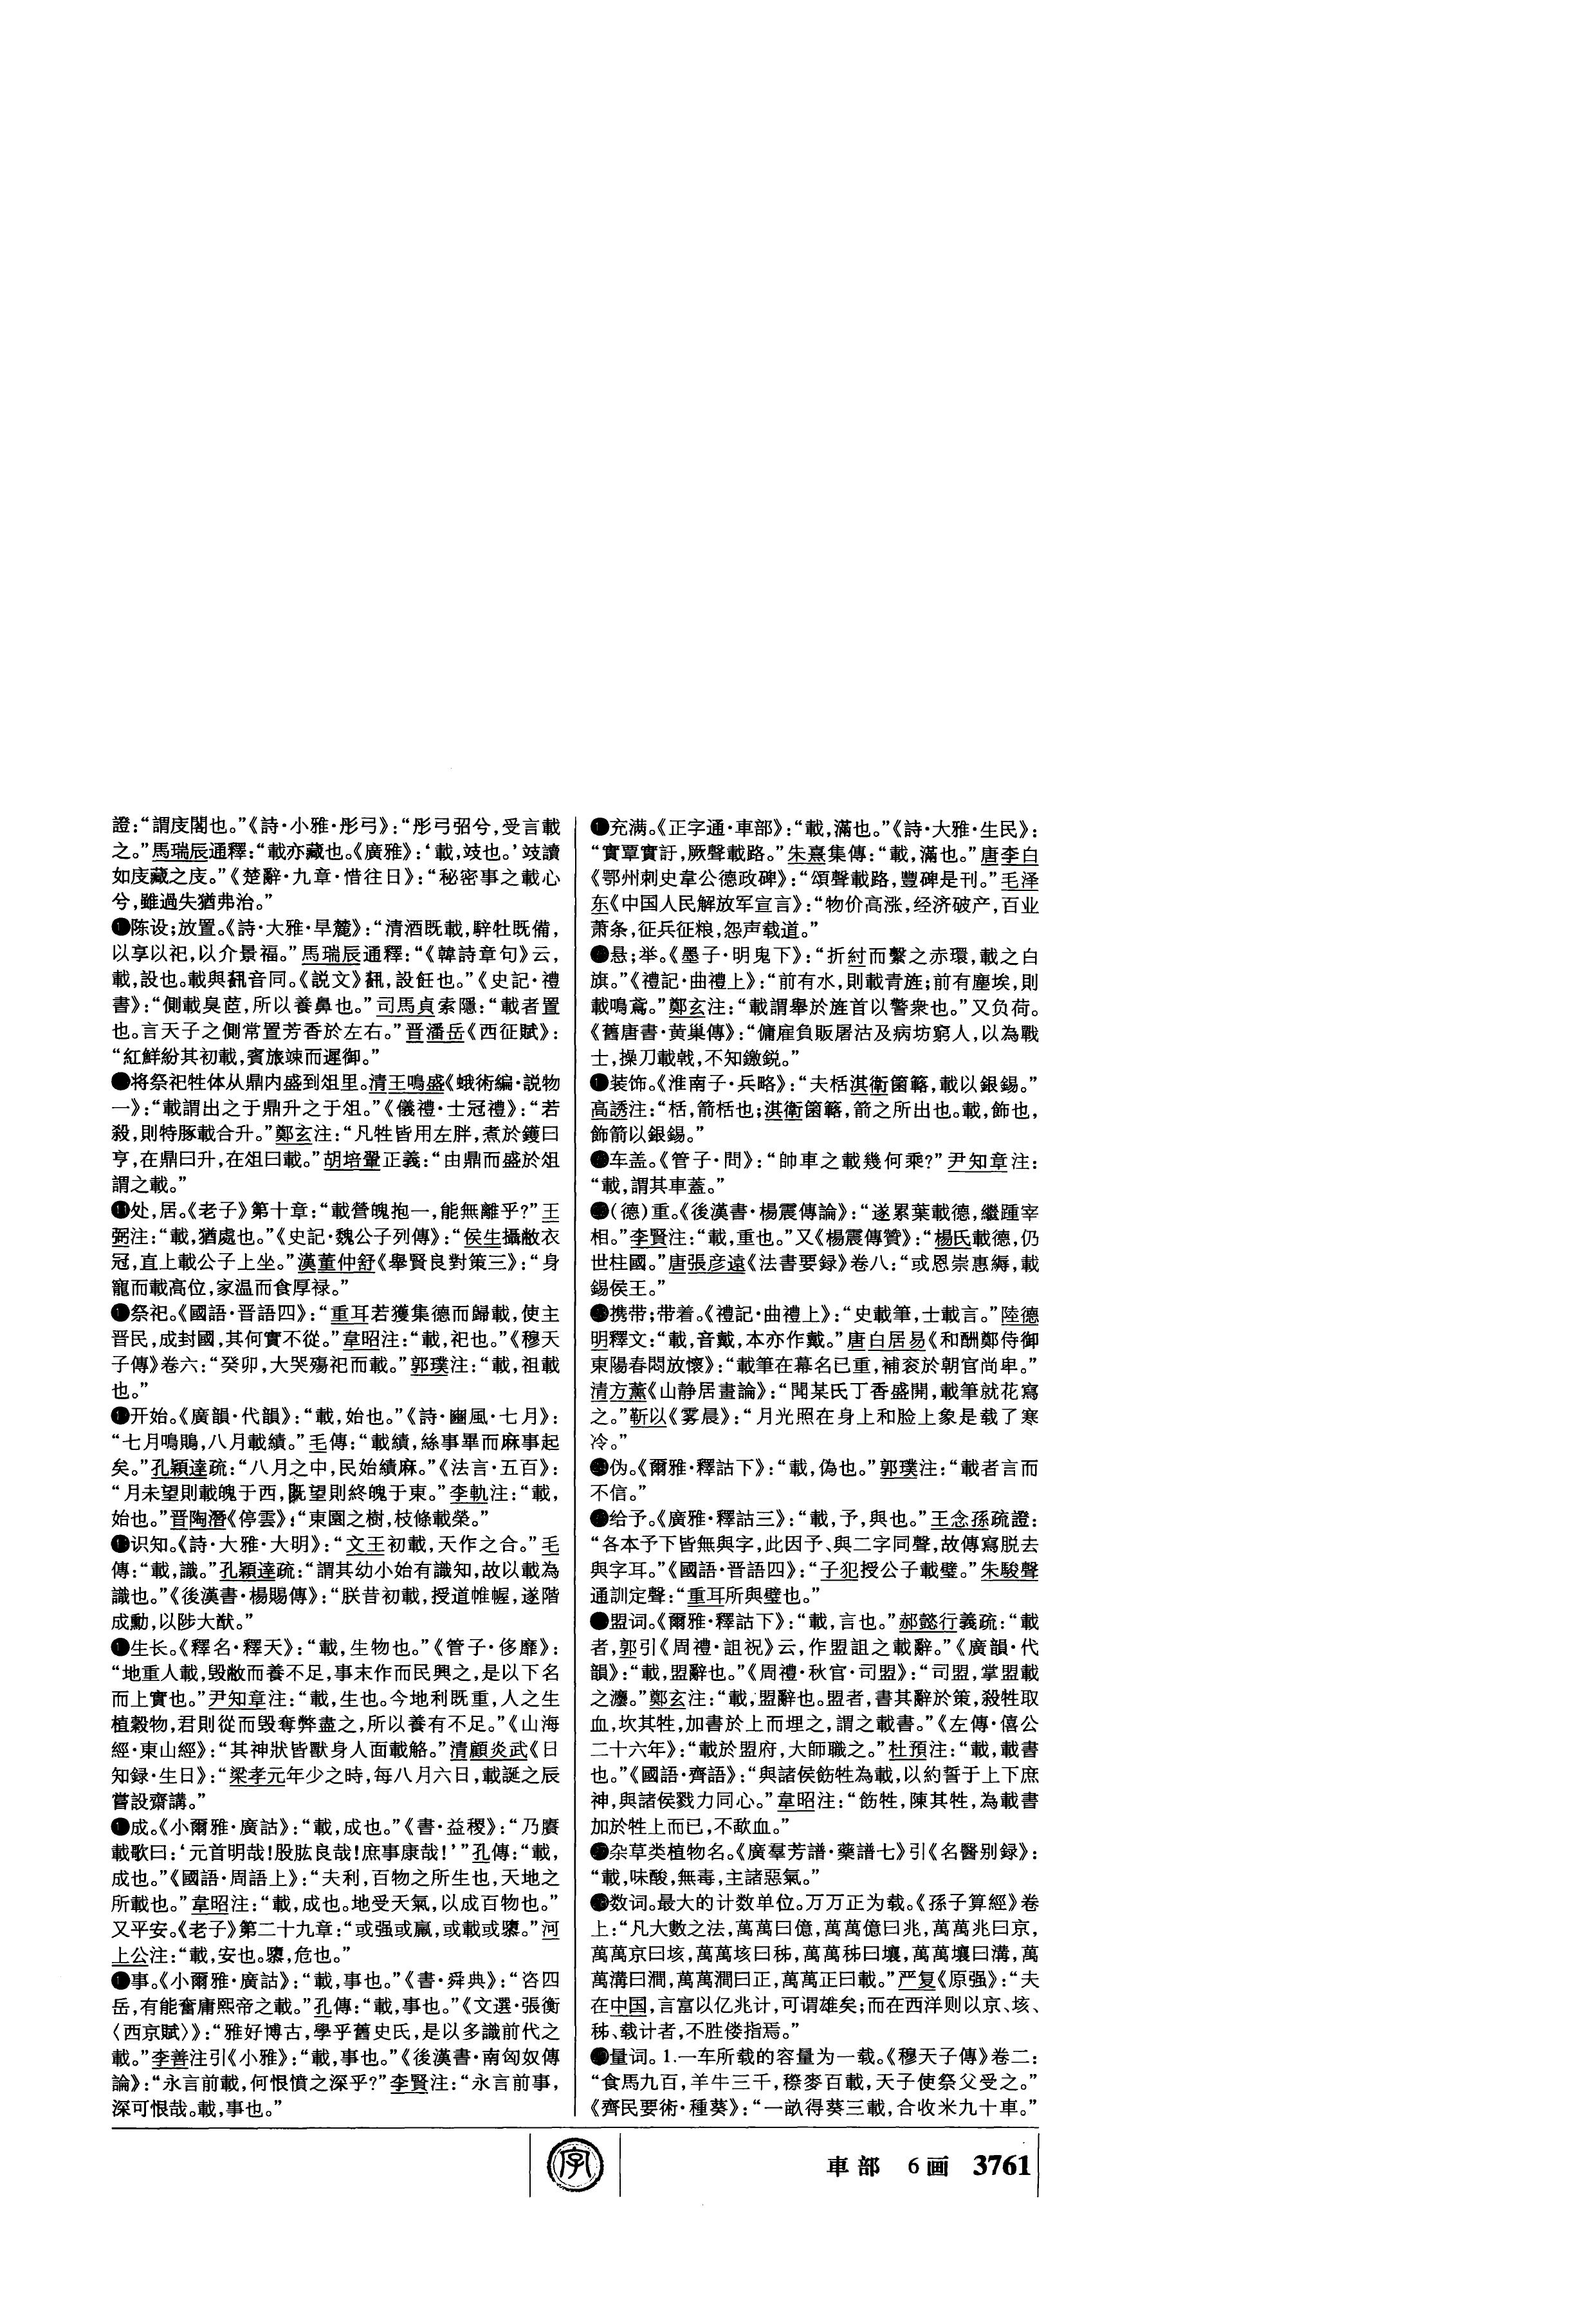 證:“謂庋閣也。”《詩·小雅·彤弓》:“彤弓弨兮,受言載
之。”馬瑞辰通釋:“載亦藏也。《廣雅》:‘載,攱也。’攱讀
如庋藏之庋。”《楚辭·九章·惜往日》:“秘密事之載心
兮,雖過失猶弗治。”
陈设;放置。《詩·大雅·旱麓》:“清酒既載,騂牡既備,
以享以祀,以介景福。”馬瑞辰通釋:“《韓詩章句》云,
載,設也。載與𩚳音同。《説文》𩚳,設飪也。”《史記·禮
書》:“側載臭茝,所以養鼻也。”司馬貞索隱:“載者置
也。言天子之側常置芳香於左右。”晋潘岳《西征賦》:
“紅鮮紛其初載,賓旅竦而遲御。”
将祭祀牲体从鼎内盛到俎里。清王鳴盛《蛾術編·説物
一》:“載謂出之于鼎升之于俎。”《儀禮·士冠禮》:“若
殺,則特豚載合升。”鄭玄注:“凡牲皆用左胖,煮於鑊曰
亨,在鼎曰升,在俎曰載。”胡培翬正義:“由鼎而盛於俎
謂之載。”
处,居。《老子》第十章:“載營魄抱一,能無離乎?”王
弼注:“載,猶處也。”《史記·魏公子列傳》:“侯生攝敝衣
冠,直上載公子上坐。”漢董仲舒《舉賢良對策三》:“身
寵而載高位,家温而食厚禄。”
祭祀。《國語·晋語四》:“重耳若獲集德而歸載,使主
晋民,成封國,其何實不從。”韋昭注:“載,祀也。”《穆天
子傳》卷六:“癸卯,大哭殤祀而載。”郭璞注:“載,祖載
也。”
开始。《廣韻·代韻》:“載,始也。”《詩·豳風·七月》:
“七月鳴鵙,八月載績。”毛傳:“載績,絲事畢而麻事起
矣。”孔穎達疏:“八月之中,民始績麻。”《法言·五百》:
“月未望則載魄于西,既望則終魄于東。”李軌注:“載,
始也。”晋陶潛《停雲》:“東園之樹,枝條載榮。”
识知。《詩·大雅·大明》:“文王初載,天作之合。”毛
傳:“載,識。”孔穎達疏:“謂其幼小始有識知,故以載為
識也。”《後漢書·楊賜傳》:“朕昔初載,授道帷幄,遂階
成勳,以陟大猷。”
生长。《釋名·釋天》:“載,生物也。”《管子·侈靡》:
“地重人載,毁敝而養不足,事末作而民興之,是以下名
而上實也。”尹知章注:“載,生也。今地利既重,人之生
植穀物,君則從而毁奪弊盡之,所以養有不足。”《山海
經·東山經》:“其神狀皆獸身人面載觡。”清顧炎武《日
知録·生日》:“梁孝元年少之時,每八月六日,載誕之辰
嘗設齋講。”
成。《小爾雅·廣詁》:“載,成也。”《書·益稷》:“乃賡
載歌曰:‘元首明哉!股肱良哉!庶事康哉!’”孔傳:“載,
成也。”《國語·周語上》:“夫利,百物之所生也,天地之
所載也。”韋昭注:“載,成也。地受天氣,以成百物也。”
又平安。《老子》第二十九章:“或强或羸,或載或隳。”河
上公注:“載,安也。隳,危也。”
事。《小爾雅·廣詁》:“載,事也。”《書·舜典》:“咨四
岳,有能奮庸熙帝之載。”孔傳:“載,事也。”《文選·張衡
〈西京賦〉》:“雅好博古,學乎舊史氏,是以多識前代之
載。”李善注引《小雅》:“載,事也。”《後漢書·南匈奴傳
論》:“永言前載,何恨憤之深乎?”李賢注:“永言前事,
深可恨哉。載,事也。”
充满。《正字通·車部》:“載,滿也。”《詩·大雅·生民》:
“實覃實訏,厥聲載路。”朱熹集傳:“載,滿也。”唐李白
《鄂州刺史韋公德政碑》:“頌聲載路,豐碑是刊。”毛泽
东《中国人民解放军宣言》:“物价高涨,经济破产,百业
萧条,征兵征粮,怨声载道。”
悬;举。《墨子·明鬼下》:“折紂而繫之赤環,載之白
旗。”《禮記·曲禮上》:“前有水,則載青旌;前有塵埃,則
載鳴鳶。”鄭玄注:“載謂舉於旌首以警衆也。”又负荷。
《舊唐書·黄巢傳》:“傭雇負販屠沽及病坊窮人,以為戰
士,操刀載戟,不知鏾鋭。”
装饰。《淮南子·兵略》:“夫栝淇衛箘簬,載以銀錫。”
高誘注:“栝,箭栝也;淇衛箘簬,箭之所出也。載,飾也,
飾箭以銀錫。”
车盖。《管子·問》:“帥車之載幾何乘?”尹知章注:
“載,謂其車蓋。”
(德)重。《後漢書·楊震傳論》:“遂累葉載德,繼踵宰
相。”李賢注:“載,重也。”又《楊震傳贊》:“楊氏載德,仍
世柱國。”唐張彦遠《法書要録》卷八:“或恩崇惠縟,載
錫侯王。”
携带;带着。《禮記·曲禮上》:“史載筆,士載言。”陸德
明釋文:“載,音戴,本亦作戴。”唐白居易《和酬鄭侍御
東陽春悶放懷》:“載筆在幕名已重,補衮於朝官尚卑。”
清方薰《山静居畫論》:“聞某氏丁香盛開,載筆就花寫
之。”靳以《雾晨》:“月光照在身上和脸上象是载了寒
冷。”
伪。《爾雅·釋詁下》:“載,偽也。”郭璞注:“載者言而
不信。”
给予。《廣雅·釋詁三》:“載,予,與也。”王念孫疏證:
“各本予下皆無與字,此因予、與二字同聲,故傳寫脱去
與字耳。”《國語·晋語四》:“子犯授公子載璧。”朱駿聲
通訓定聲:“重耳所與璧也。”
盟词。《爾雅·釋詁下》:“載,言也。”郝懿行義疏:“載
者,郭引《周禮·詛祝》云,作盟詛之載辭。”《廣韻·代
韻》:“載,盟辭也。”《周禮·秋官·司盟》:“司盟,掌盟載
之灋。”鄭玄注:“載,盟辭也。盟者,書其辭於策,殺牲取
血,坎其牲,加書於上而埋之,謂之載書。”《左傳·僖公
二十六年》:“載於盟府,大師職之。”杜預注:“載,載書
也。”《國語·齊語》:“與諸侯飭牲為載,以約誓于上下庶
神,與諸侯戮力同心。”韋昭注:“飭牲,陳其牲,為載書
加於牲上而已,不歃血。”
杂草类植物名。《廣羣芳譜·藥譜七》引《名醫别録》:
“載,味酸,無毒,主諸惡氣。”
数词。最大的计数单位。万万正为载。《孫子算經》卷
上:“凡大數之法,萬萬曰億,萬萬億曰兆,萬萬兆曰京,
萬萬京曰垓,萬萬垓曰秭,萬萬秭曰壤,萬萬壤曰溝,萬
萬溝曰澗,萬萬澗曰正,萬萬正曰載。”严复《原强》:“夫
在中国,言富以亿兆计,可谓雄矣;而在西洋则以京、垓、
秭、载计者,不胜偻指焉。”
量词。1.一车所载的容量为一载。《穆天子傳》卷二:
“食馬九百,羊牛三千,穄麥百載,天子使祭父受之。”
《齊民要術·種葵》:“一畝得葵三載,合收米九十車。”
字
車部 6画 3761